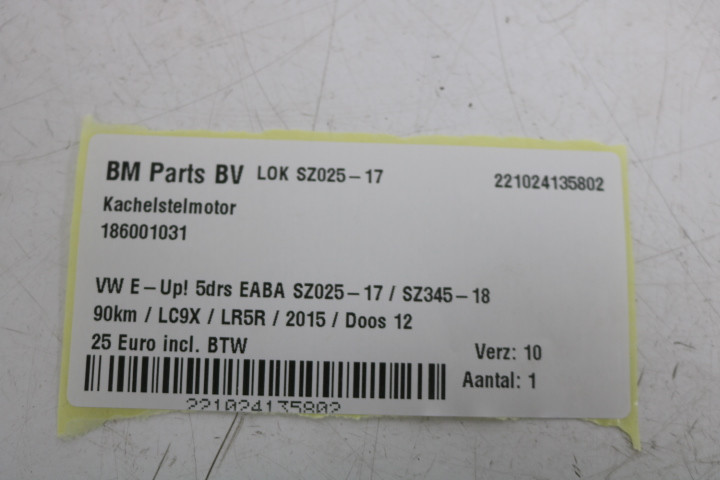 BM Parts BV LOK SZ025-17 221024135802
Kachelstelmotor
186001031
VW E-Up! 5drs EABA SZ025-17 / SZ345-18
90km / LC9X / LR5R / 2015 / Doos 12
25 Euro incl. BTW
Verz: 10
Aantal: 1
221024135802